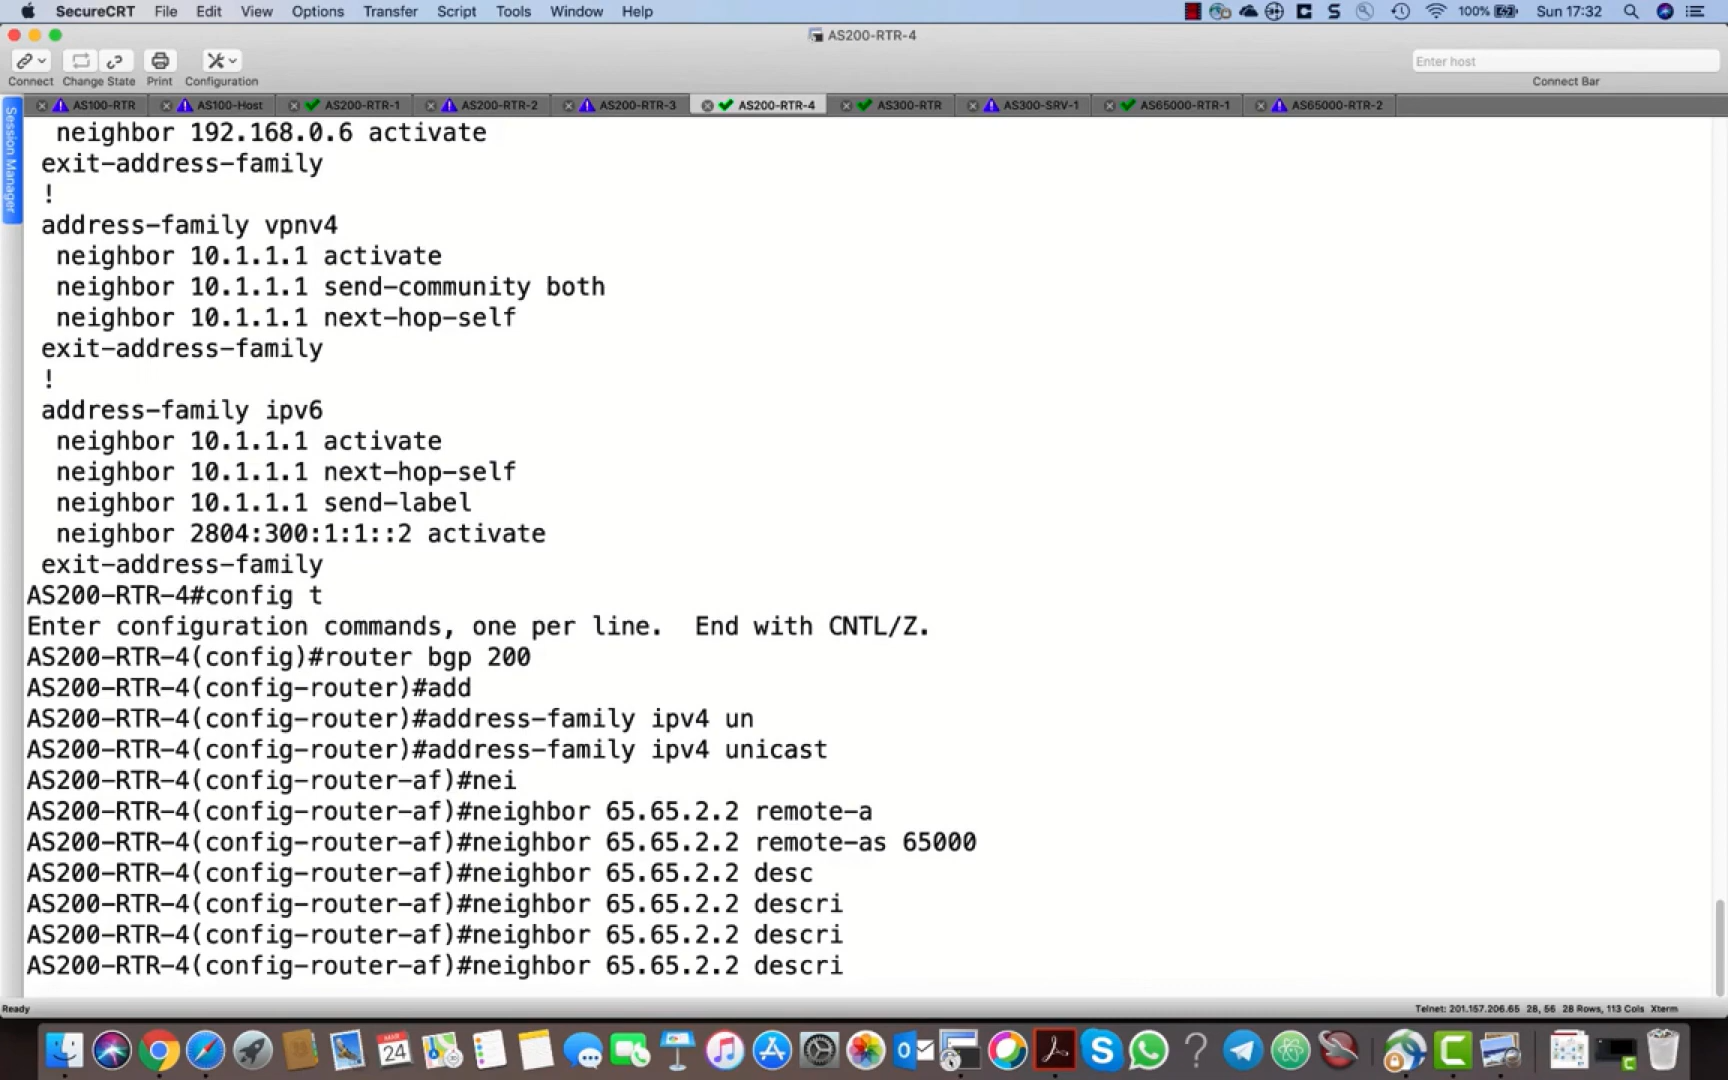 SecureCRT File Edit View Options Transfer Script Tools Window Help 100% Sun 17:32
AS200-RTR-4
Enter host
Connect Change State Print Configuration Connect Bar
AS100-RTR AS100-Host AS200-RTR-1 AS200-RTR-2 AS200-RTR-3 AS200-RTR-4 AS300-RTR AS300-SRV-1 AS65000-RTR-1 AS65000-RTR-2
Session Manager
neighbor 192.168.0.6 activate
exit-address-family
!
address-family vpnv4
neighbor 10.1.1.1 activate
neighbor 10.1.1.1 send-community both
neighbor 10.1.1.1 next-hop-self
exit-address-family
!
address-family ipv6
neighbor 10.1.1.1 activate
neighbor 10.1.1.1 next-hop-self
neighbor 10.1.1.1 send-label
neighbor 2804:300:1:1::2 activate
exit-address-family
AS200-RTR-4#config t
Enter configuration commands, one per line.  End with CNTL/Z.
AS200-RTR-4(config)#router bgp 200
AS200-RTR-4(config-router)#add
AS200-RTR-4(config-router)#address-family ipv4 un
AS200-RTR-4(config-router)#address-family ipv4 unicast
AS200-RTR-4(config-router-af)#nei
AS200-RTR-4(config-router-af)#neighbor 65.65.2.2 remote-a
AS200-RTR-4(config-router-af)#neighbor 65.65.2.2 remote-as 65000
AS200-RTR-4(config-router-af)#neighbor 65.65.2.2 desc
AS200-RTR-4(config-router-af)#neighbor 65.65.2.2 descri
AS200-RTR-4(config-router-af)#neighbor 65.65.2.2 descri
AS200-RTR-4(config-router-af)#neighbor 65.65.2.2 descri
Ready Telnet: 201.157.206.65 28, 56 28 Rows, 113 Cols Xterm
MAR
24